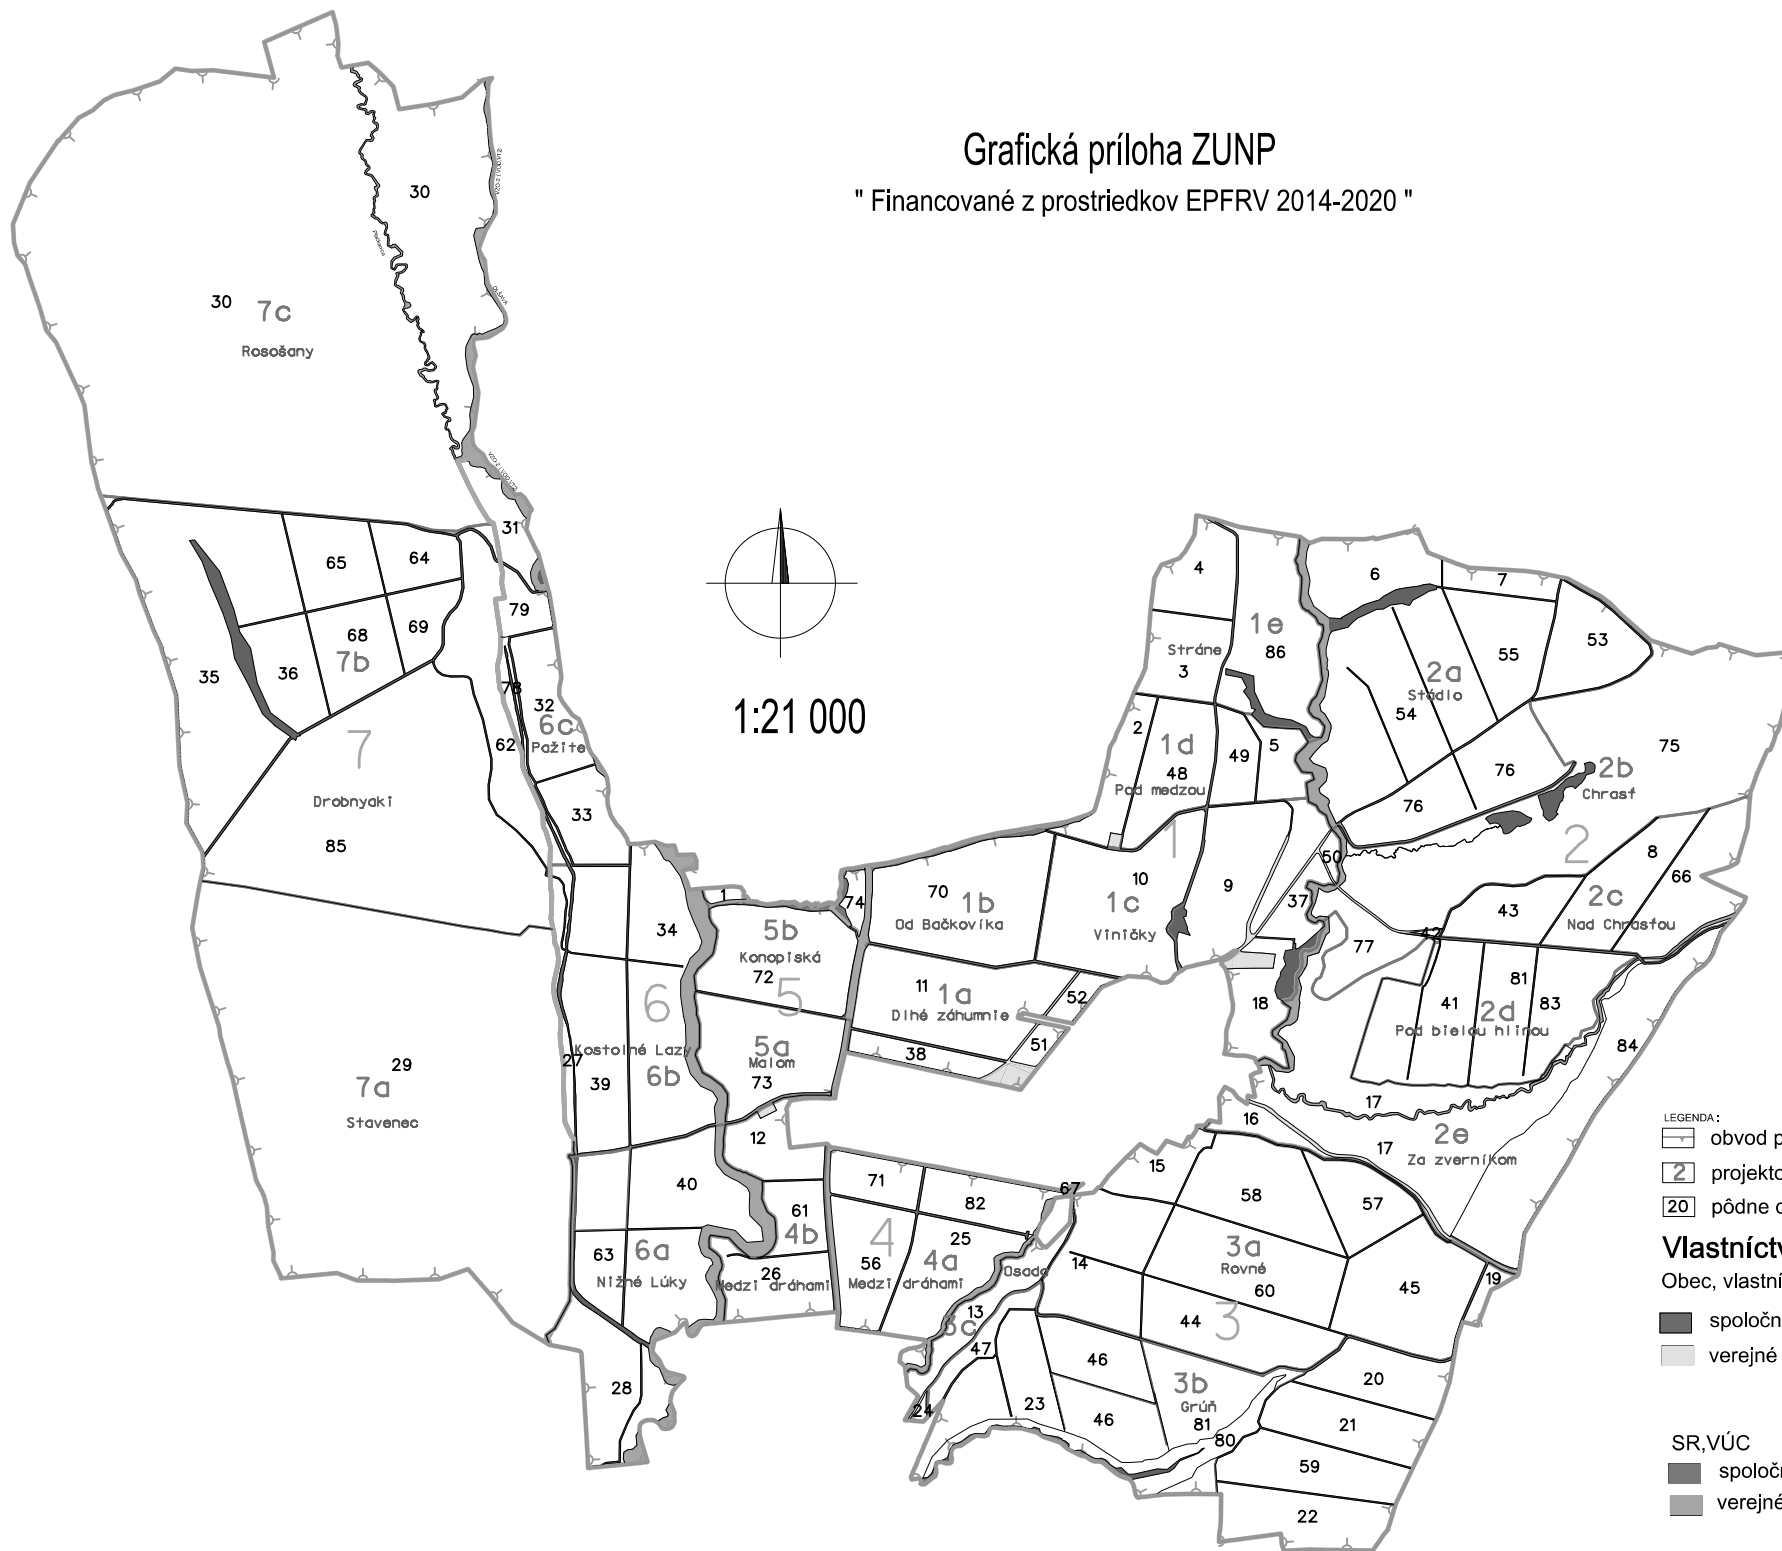 Grafická príloha ZUNP
" Financované z prostriedkov EPFRV 2014-2020 "
1:21 000
30
30
7c
Rosošany
OLŠAVA
31
65
64
79
68
69
7b
36
35
78
32
6c
Pažite
62
7
Drobnyaki
85
33
34
29
7a
Stavenec
27
39
6
Kostolné Lazy
6b
40
63
6a
Nižné Lúky
28
1
74
5b
Konopiská
72
5
5a
Malom
73
12
61
4b
26
Medzi dráhami
71
82
4
25
56
4a
Medzi dráhami
67
Osada
13
47
24
4
Stráne
3
1e
86
2
1d
48
Pod medzou
49
5
1
70
1b
Od Bačkovíka
10
1c
Viničky
9
50
37
11
1a
Dlhé záhumnie
52
51
38
18
6
7
53
55
2a
Stádlo
54
75
76
76
2b
Chrasť
2
8
66
2c
Nad Chrasťou
43
42
77
81
41
2d
83
Pod bielou hlinou
84
17
16
17
2e
Za zverníkom
15
58
57
3a
Rovné
14
60
45
19
44
3
46
46
23
3b
Grúň
81
80
20
21
59
22
LEGENDA :
obvod p
2 projekto
20 pôdne c
Vlastníctv
Obec, vlastní
spoločn
verejné
SR,VÚC
spoločn
verejné